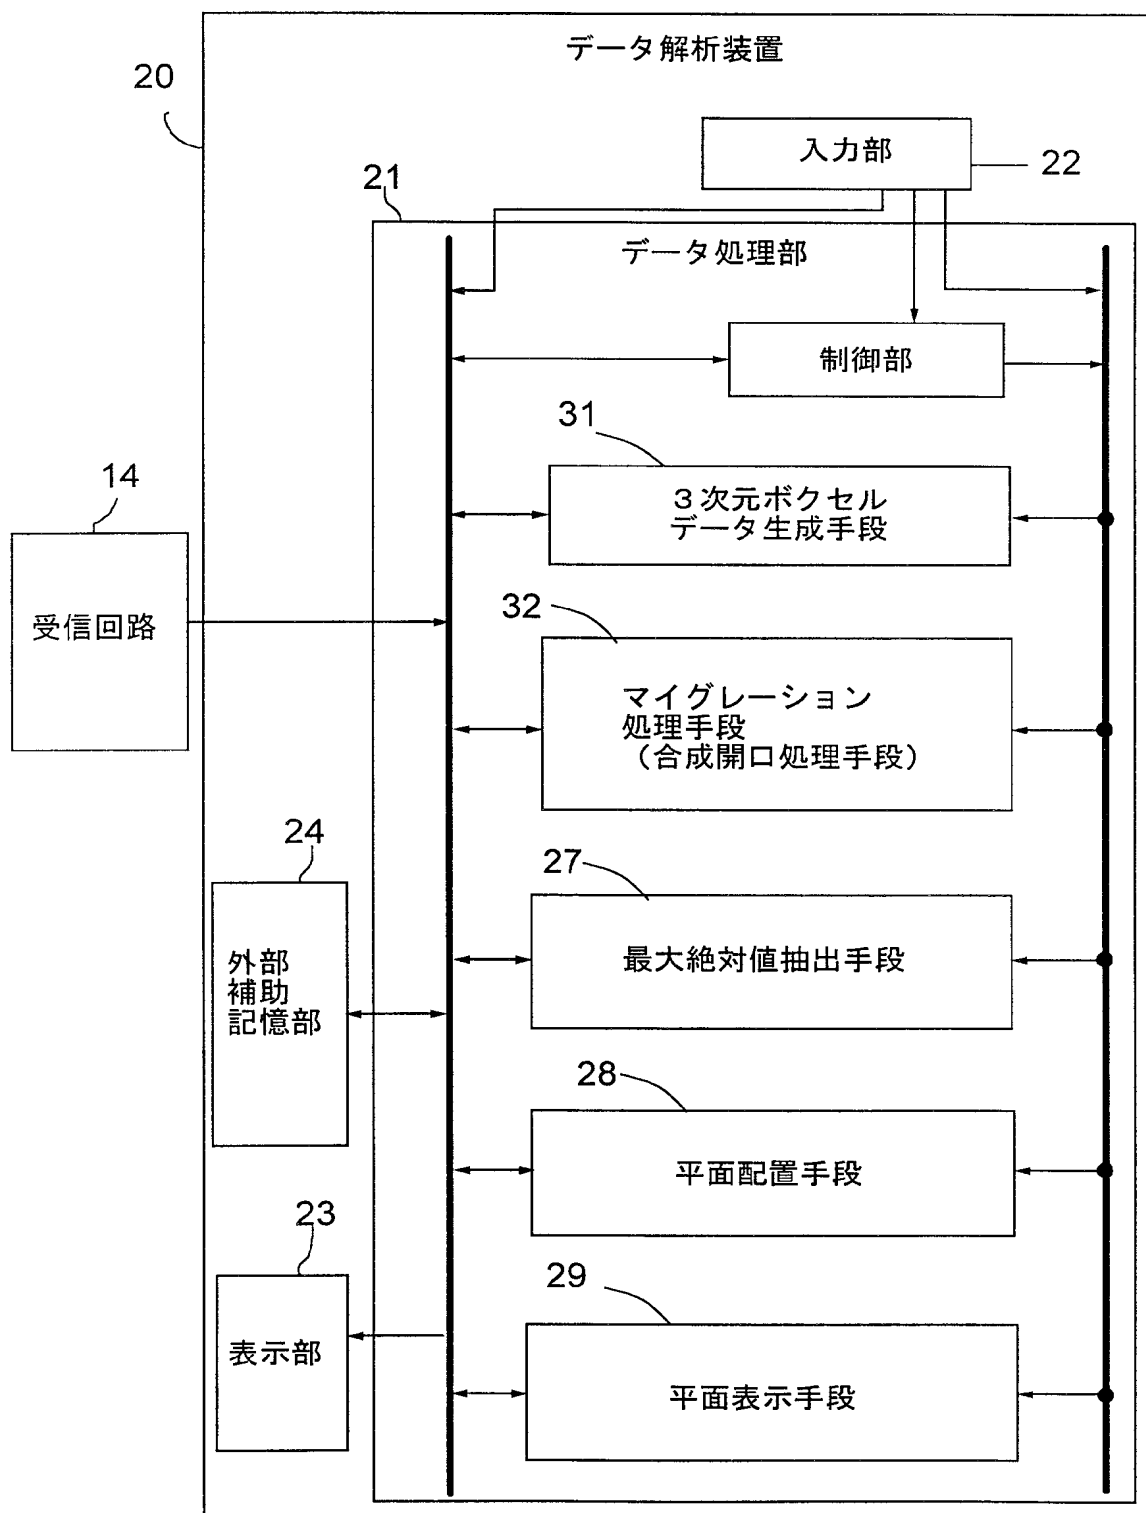 データ解析装置
20
入力部
22
21
データ処理部
制御部
31
3次元ボクセル
データ生成手段
14
受信回路
32
マイグレーション
処理手段
(合成開口処理手段)
24
外部
補助
記憶部
27
最大絶対値抽出手段
28
平面配置手段
23
表示部
29
平面表示手段